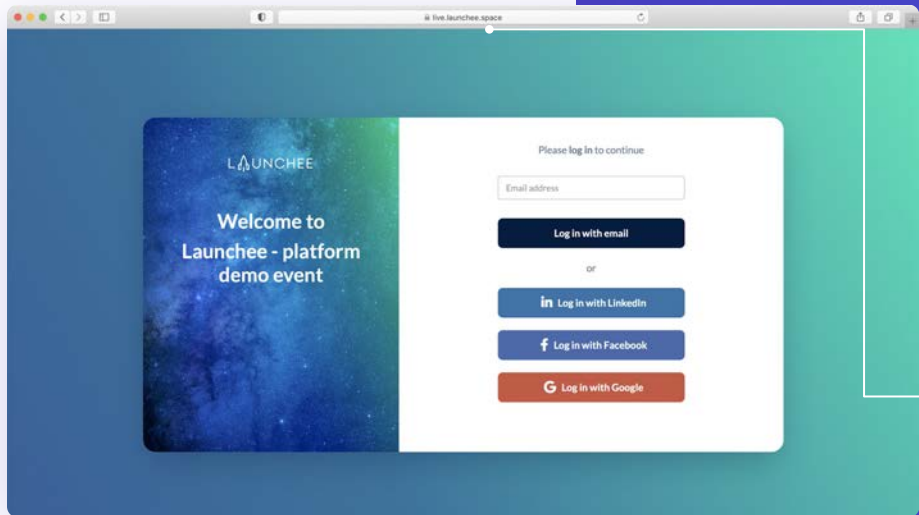 live.launchee.space
LAUNCHEE
Welcome to
Launchee - platform
demo event
Please log in to continue
Email address
Log in with email
or
in Log in with LinkedIn
f Log in with Facebook
G Log in with Google